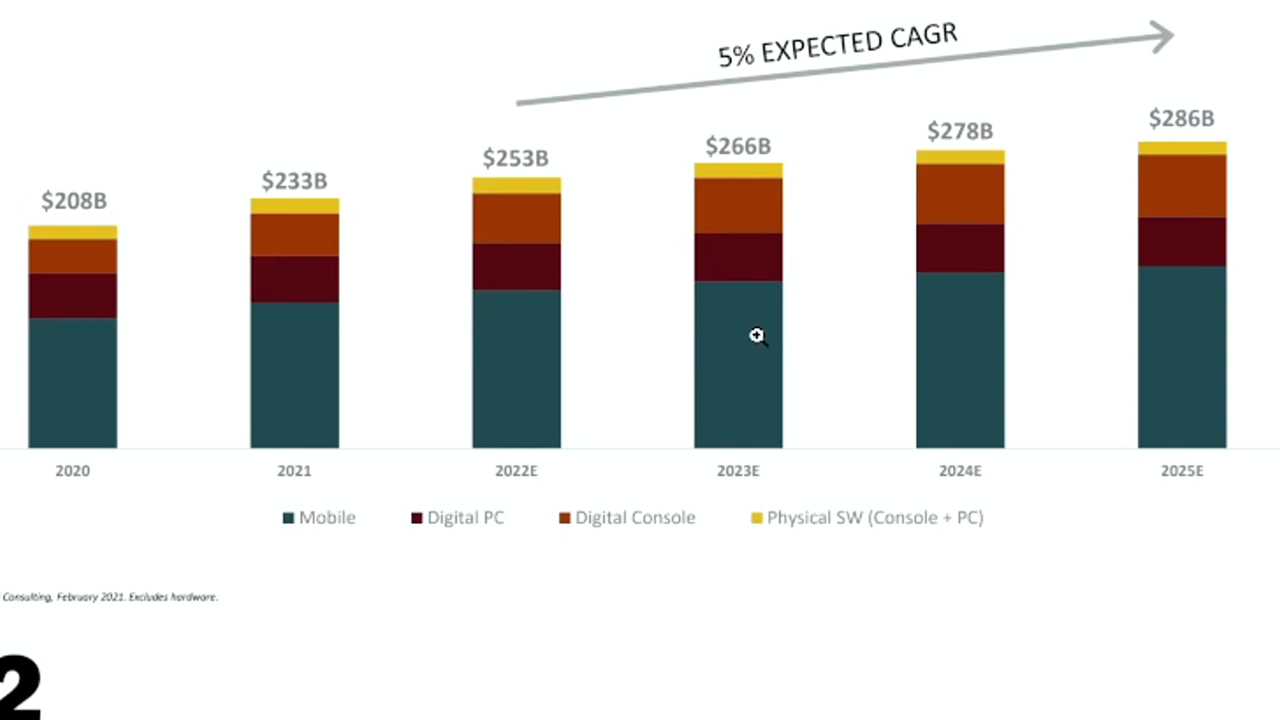 5% EXPECTED CAGR
$208B
$233B
$253B
$266B
$278B
$286B
2020
2021
2022E
2023E
2024E
2025E
Mobile
Digital PC
Digital Console
Physical SW (Console + PC)
Consulting, February 2021. Excludes hardware.
2